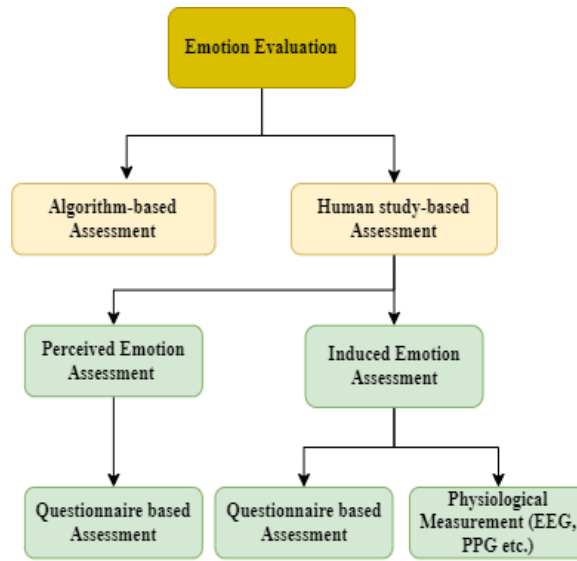 Emotion Evaluation
Algorithm-based
Assessment
Human study-based
Assessment
Perceived Emotion
Assessment
Induced Emotion
Assessment
Questionnaire based
Assessment
Questionnaire based
Assessment
Physiological
Measurement (EEG,
PPG etc.)